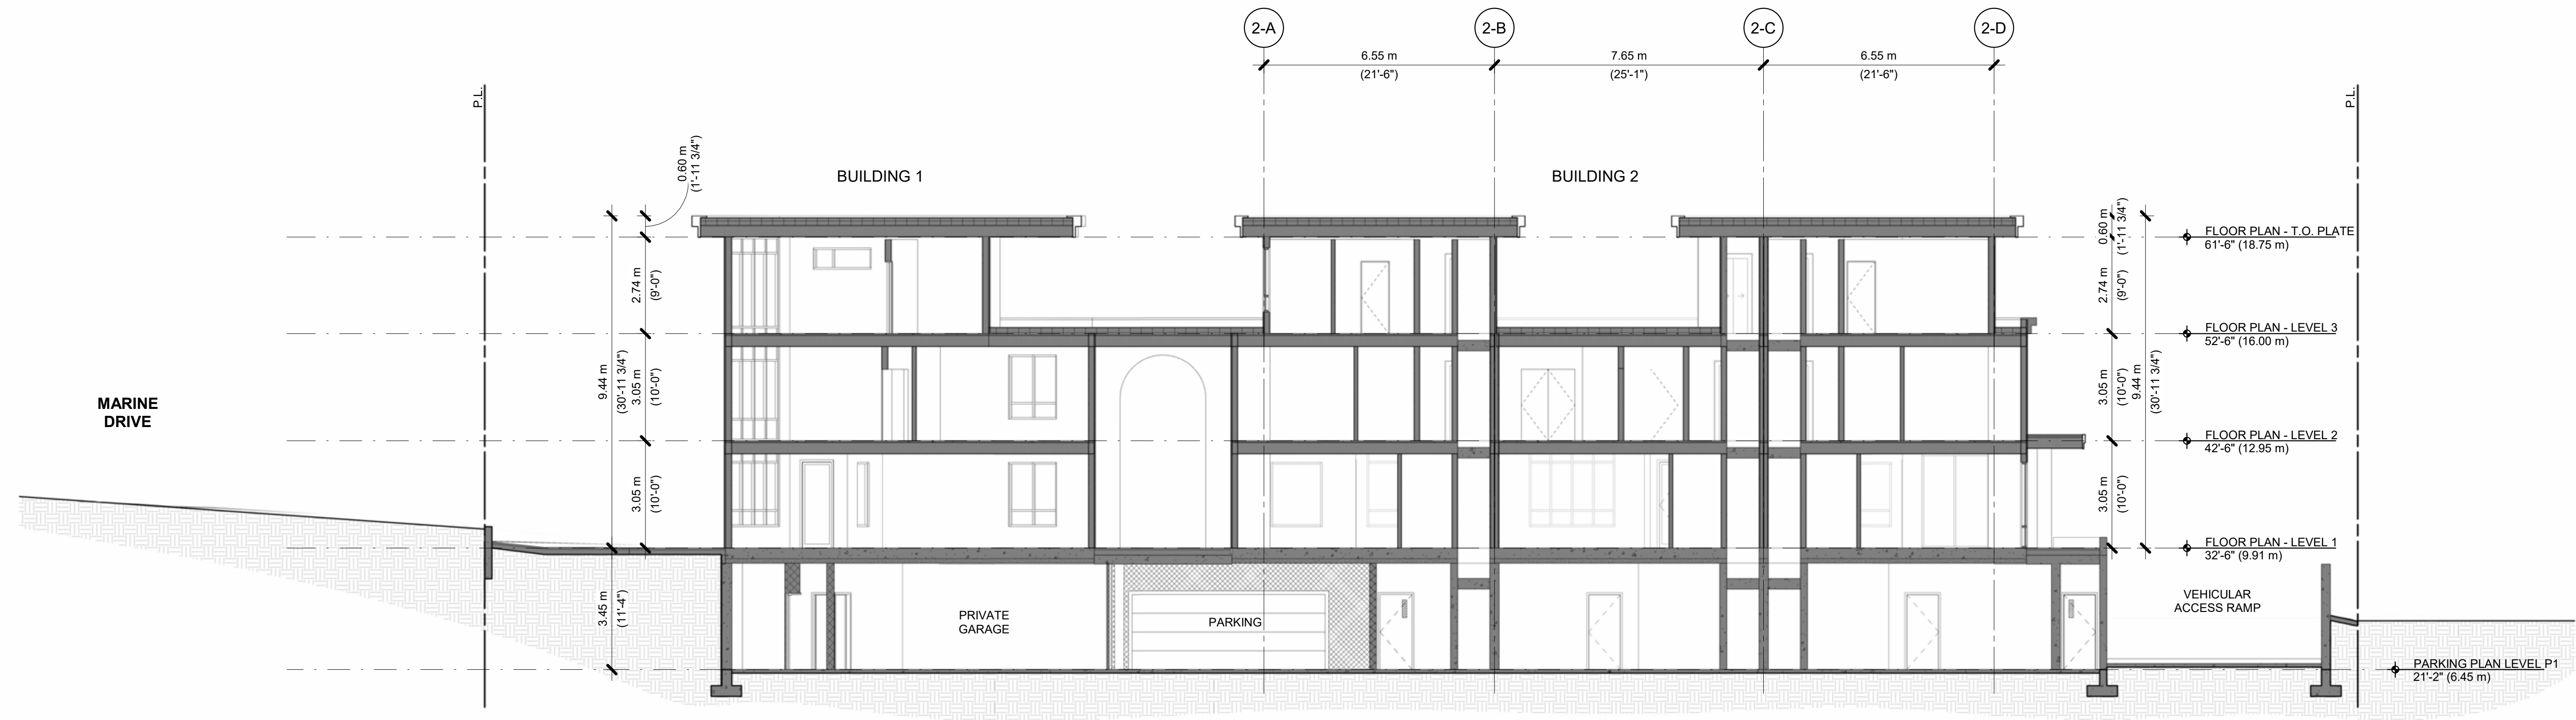 2-A
2-B
2-C
2-D
6.55 m
(21'-6")
7.65 m
(25'-1")
6.55 m
(21'-6")
P.L.
P.L.
BUILDING 1
BUILDING 2
0.60 m
(1'-11 3/4")
2.74 m
(9'-0")
9.44 m
(30'-11 3/4")
3.05 m
(10'-0")
3.05 m
(10'-0")
3.45 m
(11'-4")
MARINE
DRIVE
PRIVATE
GARAGE
PARKING
0.60 m
(1'-11 3/4")
2.74 m
(9'-0")
3.05 m
(10'-0")
9.44 m
(30'-11 3/4")
3.05 m
(10'-0")
FLOOR PLAN - T.O. PLATE
61'-6" (18.75 m)
FLOOR PLAN - LEVEL 3
52'-6" (16.00 m)
FLOOR PLAN - LEVEL 2
42'-6" (12.95 m)
FLOOR PLAN - LEVEL 1
32'-6" (9.91 m)
VEHICULAR
ACCESS RAMP
PARKING PLAN LEVEL P1
21'-2" (6.45 m)